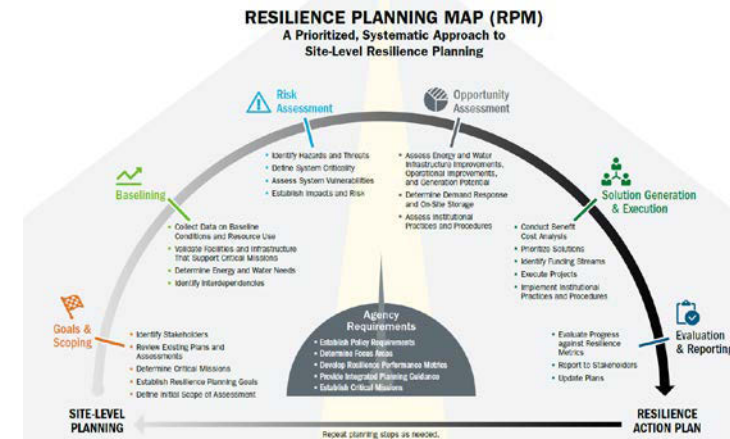 RESILIENCE PLANNING MAP (RPM)
A Prioritized, Systematic Approach to
Site-Level Resilience Planning
Goals &
Scoping
• Identify Stakeholders
• Review Existing Plans and
Assessments
• Determine Critical Missions
• Establish Resilience Planning Goals
• Define Initial Scope of Assessment
Baselining
• Collect Data on Baseline
Conditions and Resource Use
• Validate Facilities and Infrastructure
That Support Critical Missions
• Determine Energy and Water Needs
• Identify Interdependencies
Risk
Assessment
• Identify Hazards and Threats
• Define System Criticality
• Assess System Vulnerabilities
• Establish Impacts and Risk
Opportunity
Assessment
• Assess Energy and Water
Infrastructure Improvements,
Operational Improvements,
and Generation Potential
• Determine Demand Response
and On-Site Storage
• Assess Institutional
Practices and Procedures
Solution Generation
& Execution
• Conduct Benefit
Cost Analysis
• Prioritize Solutions
• Identify Funding Streams
• Execute Projects
• Implement Institutional
Practices and Procedures
Evaluation
& Reporting
• Evaluate Progress
against Resilience
Metrics
• Report to Stakeholders
• Update Plans
Agency
Requirements
• Establish Policy Requirements
• Determine Focus Areas
• Develop Resilience Performance Metrics
• Provide Integrated Planning Guidance
• Establish Critical Missions
SITE-LEVEL
PLANNING
RESILIENCE
ACTION PLAN
Repeat planning steps as needed.